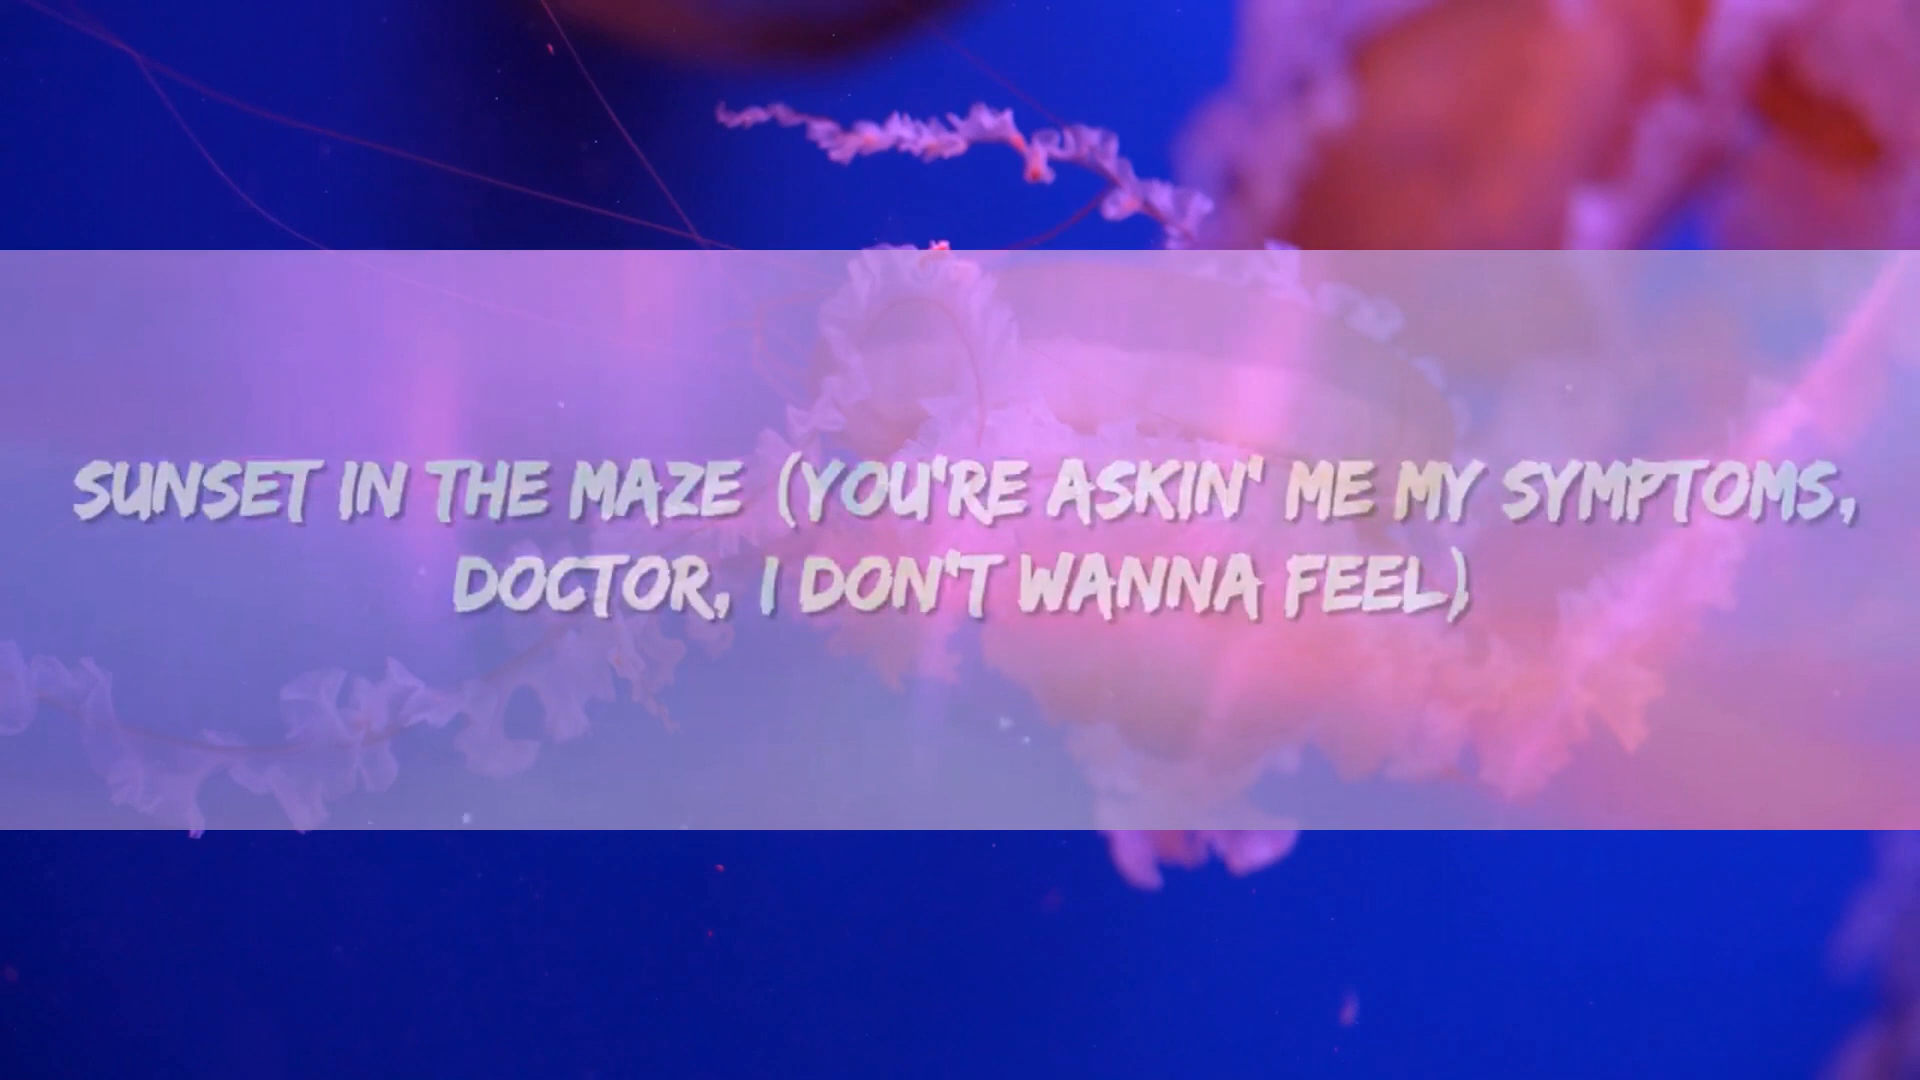 SUNSET IN THE MAZE (YOU'RE ASKIN' ME MY SYMPTOMS,
DOCTOR, I DON'T WANNA FEEL)